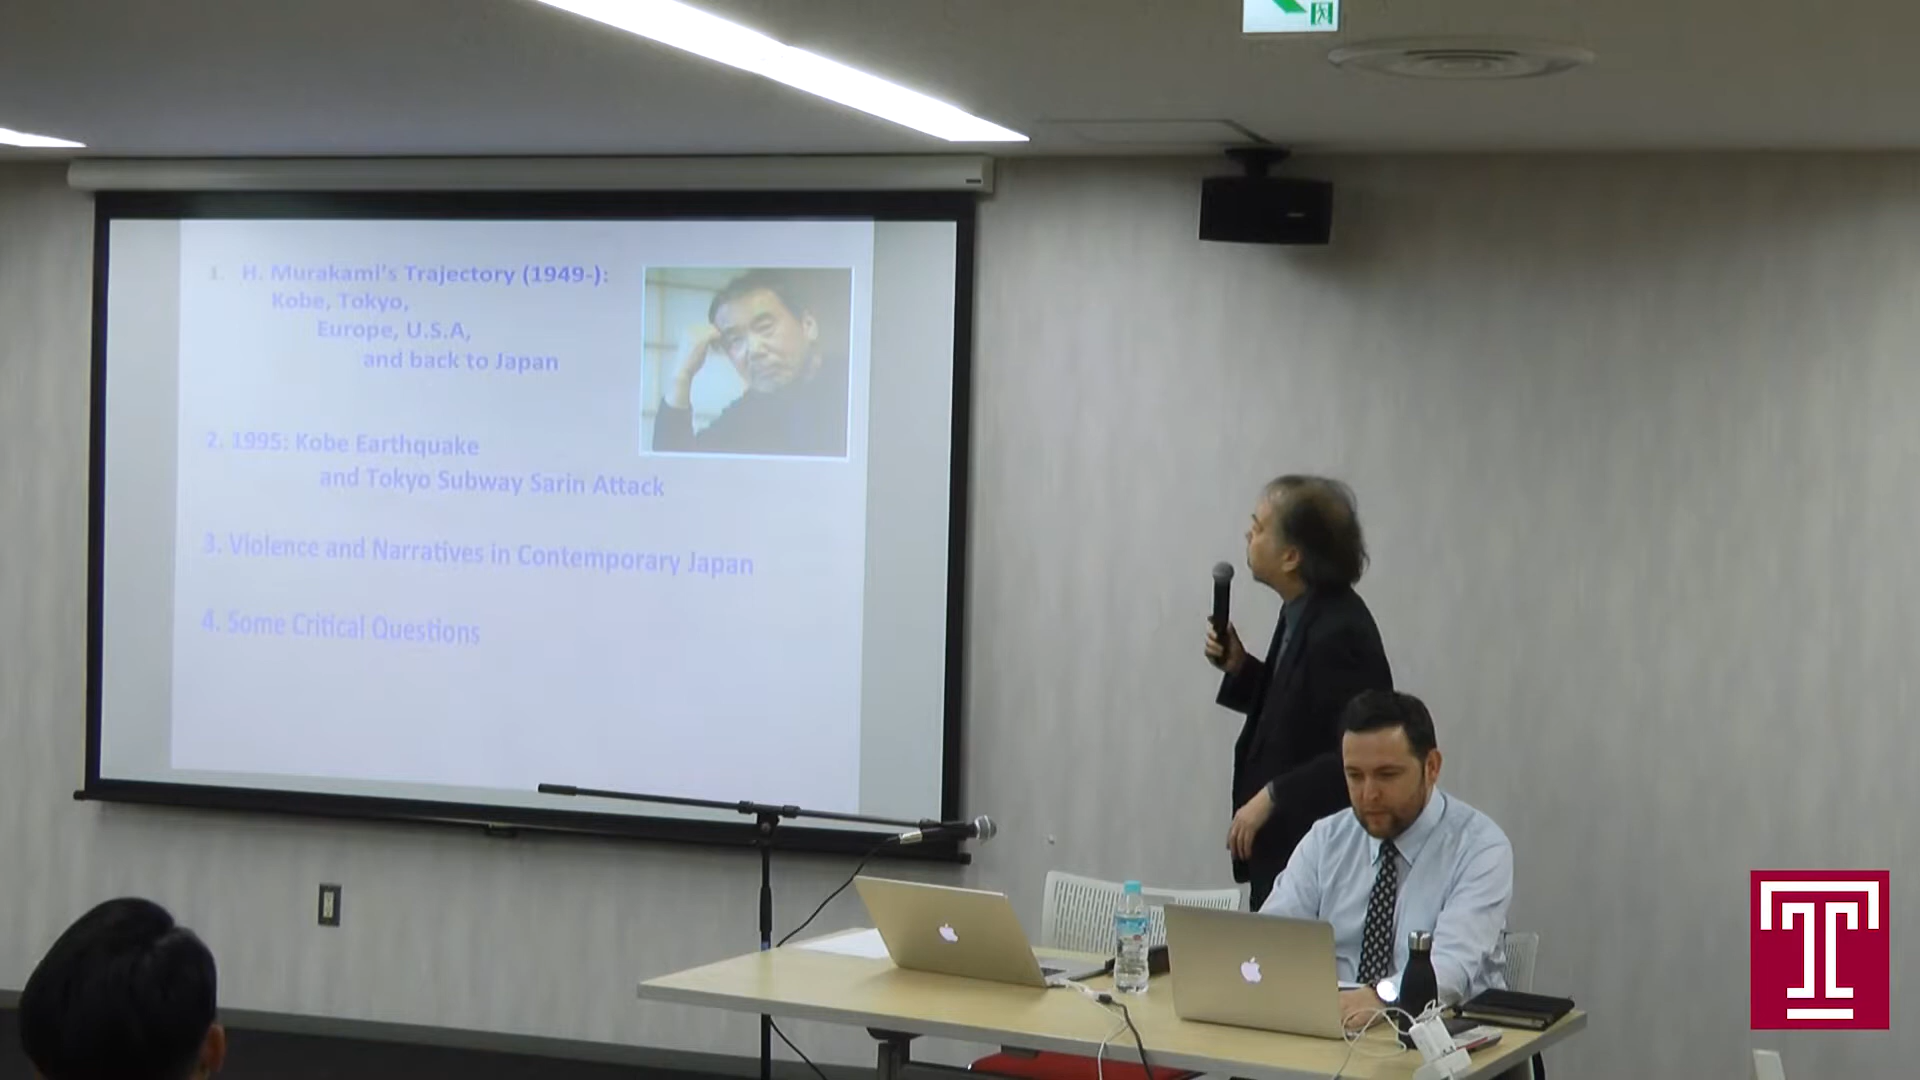 1. H. Murakami's Trajectory (1949-):
Kobe, Tokyo,
Europe, U.S.A,
and back to Japan
2. 1995: Kobe Earthquake
and Tokyo Subway Sarin Attack
3. Violence and Narratives in Contemporary Japan
4. Some Critical Questions